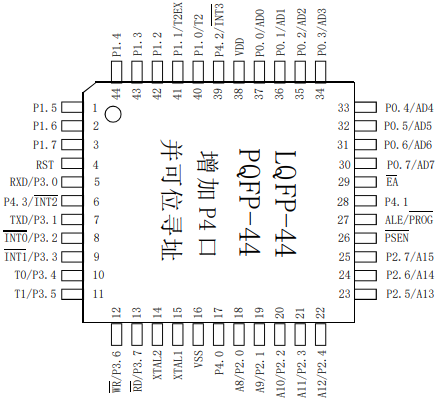 P1.4
P1.3
P1.2
P1.1/T2EX
P1.0/T2
P4.2/INT3
VDD
P0.0/AD0
P0.1/AD1
P0.2/AD2
P0.3/AD3
44
43
42
41
40
39
38
37
36
35
34
P1.5 1
P1.6 2
P1.7 3
RST 4
RXD/P3.0 5
P4.3/INT2 6
TXD/P3.1 7
INT0/P3.2 8
INT1/P3.3 9
T0/P3.4 10
T1/P3.5 11
LQFP-44
PQFP-44
增加P4口
并可位寻址
33 P0.4/AD4
32 P0.5/AD5
31 P0.6/AD6
30 P0.7/AD7
29 EA
28 P4.1
27 ALE/PROG
26 PSEN
25 P2.7/A15
24 P2.6/A14
23 P2.5/A13
12
13
14
15
16
17
18
19
20
21
22
WR/P3.6
RD/P3.7
XTAL2
XTAL1
VSS
P4.0
A8/P2.0
A9/P2.1
A10/P2.2
A11/P2.3
A12/P2.4